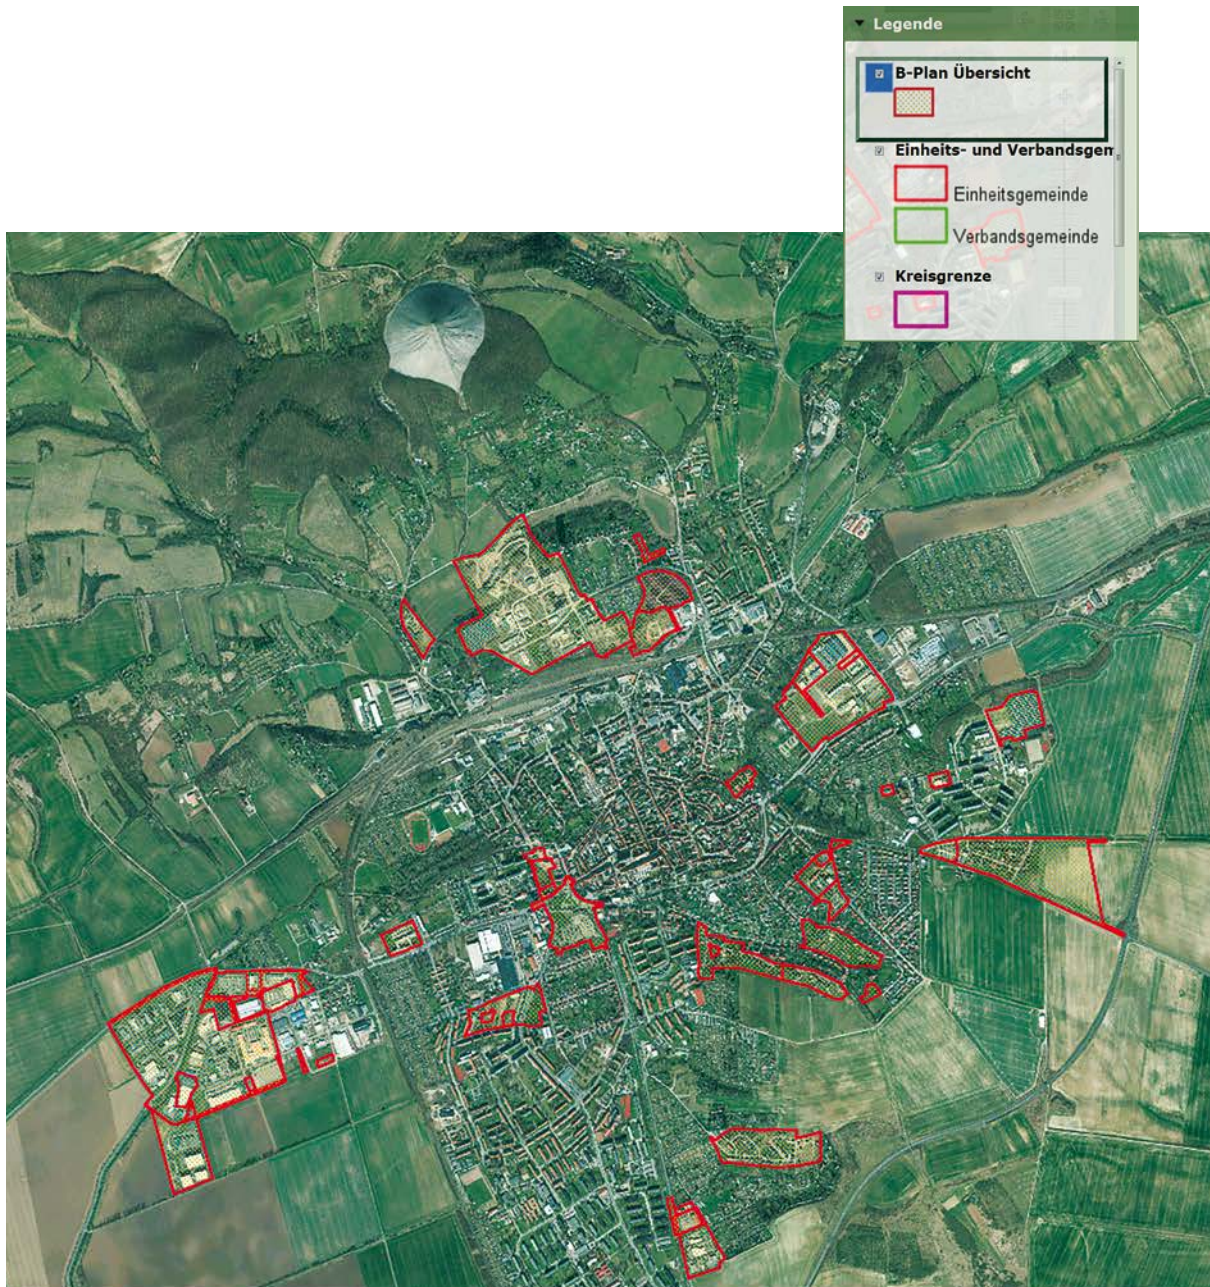 Legende
B-Plan Übersicht
Einheits- und Verbandsgem
Einheitsgemeinde
Verbandsgemeinde
Kreisgrenze